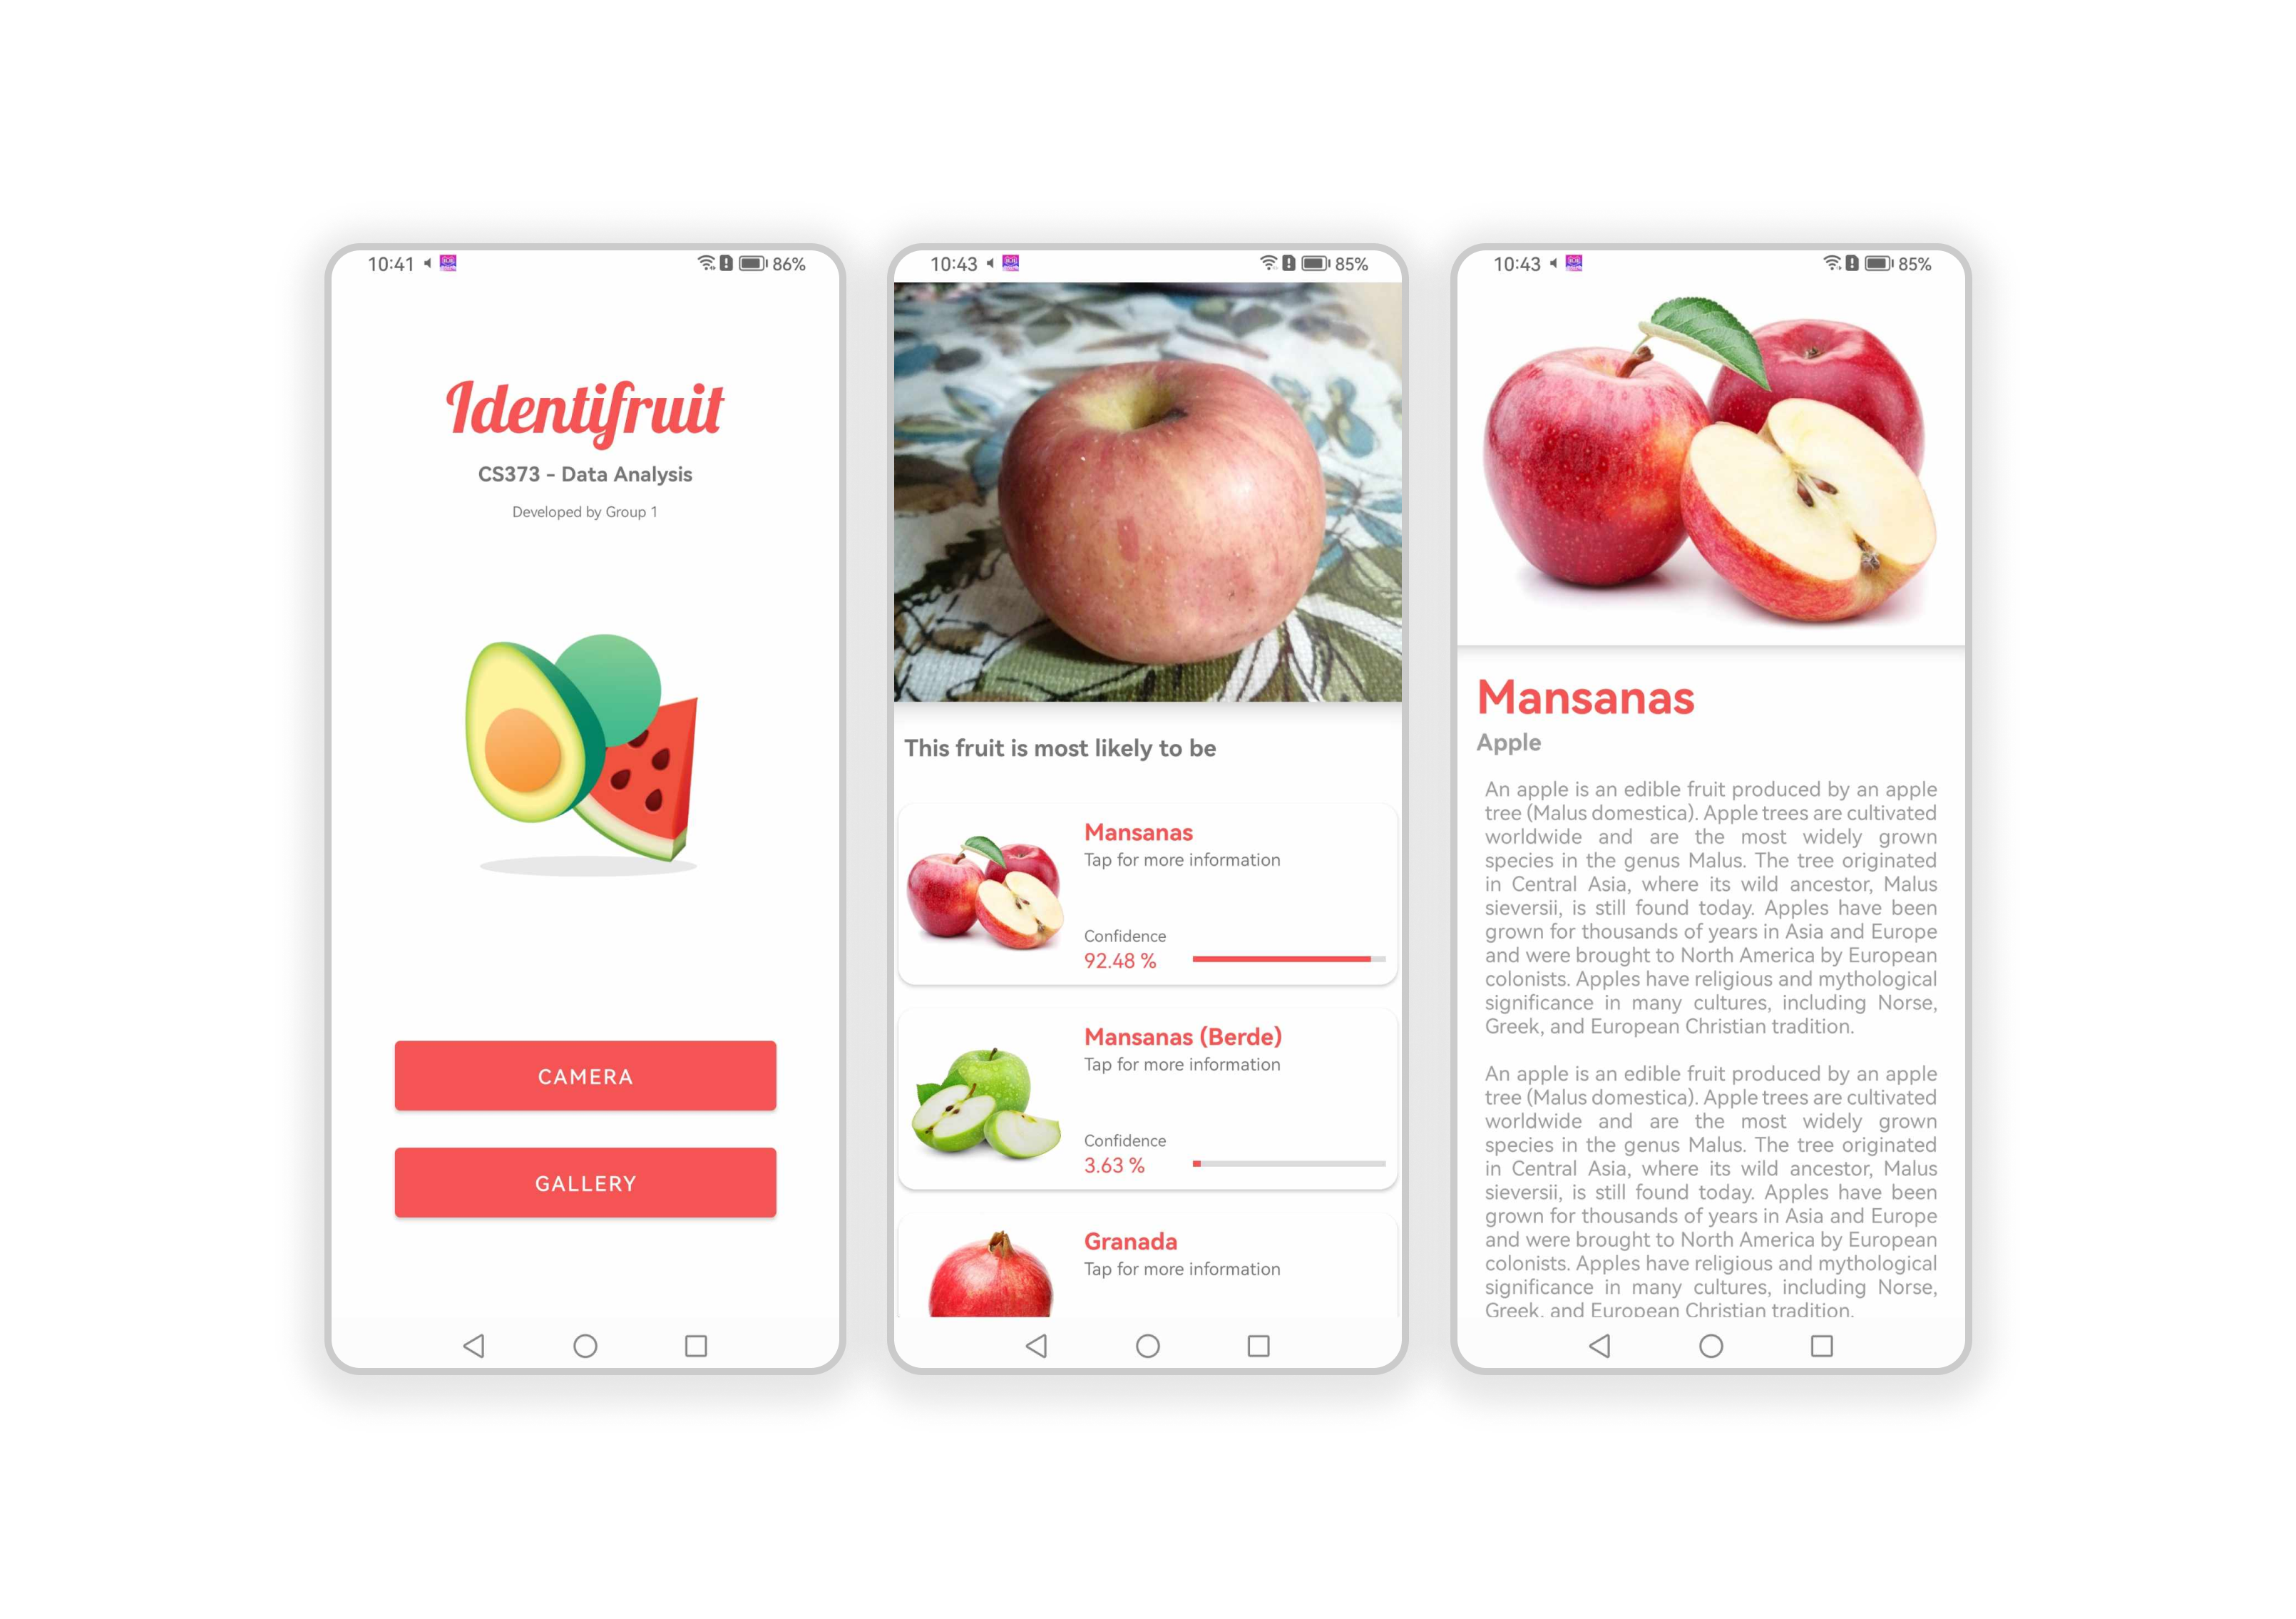 10:41
86%
Identifruit
CS373 - Data Analysis
Developed by Group 1
CAMERA
GALLERY
10:43
85%
This fruit is most likely to be
Mansanas
Tap for more information
Confidence
92.48 %
Mansanas (Berde)
Tap for more information
Confidence
3.63 %
Granada
Tap for more information
10:43
85%
Mansanas
Apple
An apple is an edible fruit produced by an apple
tree (Malus domestica). Apple trees are cultivated
worldwide and are the most widely grown
species in the genus Malus. The tree originated
in Central Asia, where its wild ancestor, Malus
sieversii, is still found today. Apples have been
grown for thousands of years in Asia and Europe
and were brought to North America by European
colonists. Apples have religious and mythological
significance in many cultures, including Norse,
Greek, and European Christian tradition.
An apple is an edible fruit produced by an apple
tree (Malus domestica). Apple trees are cultivated
worldwide and are the most widely grown
species in the genus Malus. The tree originated
in Central Asia, where its wild ancestor, Malus
sieversii, is still found today. Apples have been
grown for thousands of years in Asia and Europe
and were brought to North America by European
colonists. Apples have religious and mythological
significance in many cultures, including Norse,
Greek, and European Christian tradition.